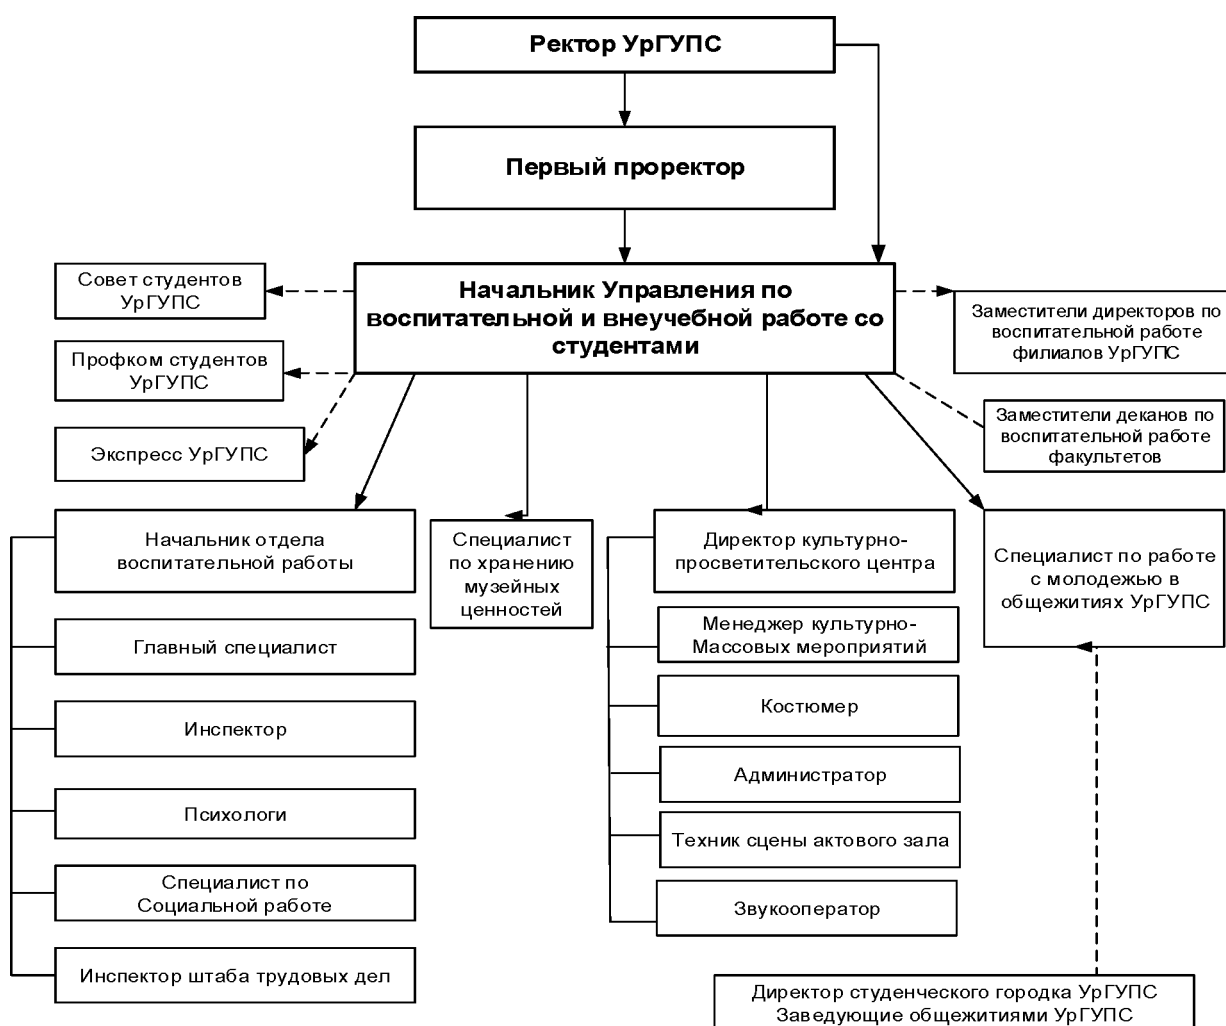 Ректор УрГУПС
Первый проректор
Начальник Управления по
воспитательной и внеучебной работе со
студентами
Совет студентов
УрГУПС
Профком студентов
УрГУПС
Экспресс УрГУПС
Заместители директоров по
воспитательной работе
филиалов УрГУПС
Заместители деканов по
воспитательной работе
факультетов
Начальник отдела
воспитательной работы
Главный специалист
Инспектор
Психологи
Специалист по
Социальной работе
Инспектор штаба трудовых дел
Специалист
по хранению
музейных
ценностей
Директор культурно-
просветительского центра
Менеджер культурно-
Массовых мероприятий
Костюмер
Администратор
Техник сцены актового зала
Звукооператор
Специалист по работе
с молодежью в
общежитиях УрГУПС
Директор студенческого городка УрГУПС
Заведующие общежитиями УрГУПС